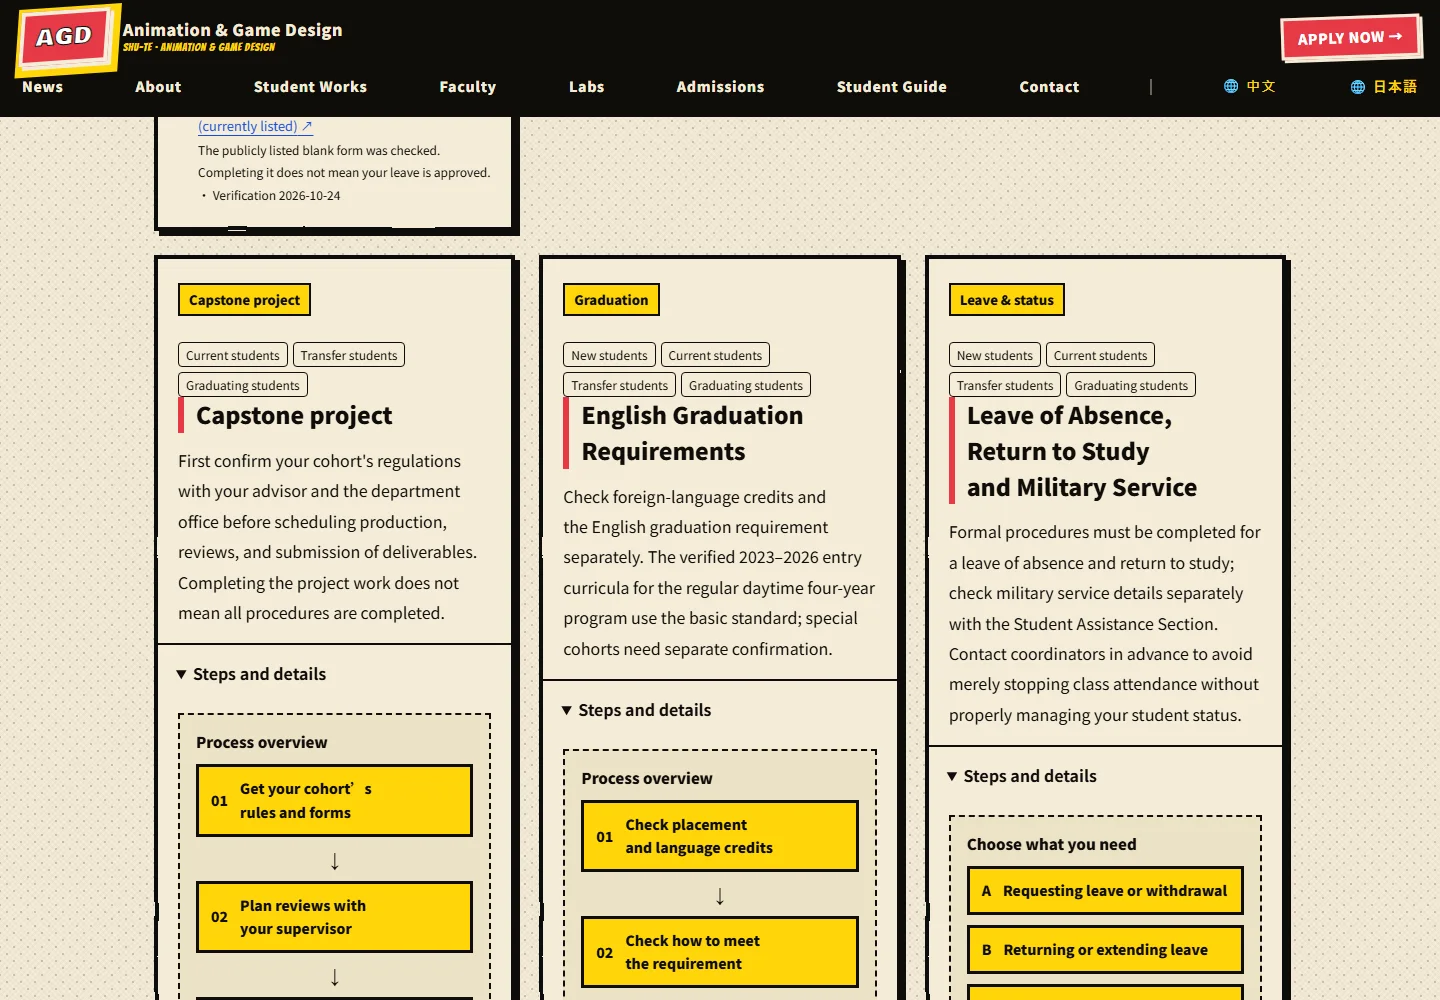 AGD
Animation & Game Design
SHU-TE · ANIMATION & GAME DESIGN
APPLY NOW →
News About Student Works Faculty Labs Admissions Student Guide Contact | 🌐 中文 🌐 日本語
(currently listed) ↗
The publicly listed blank form was checked.
Completing it does not mean your leave is approved.
・ Verification 2026-10-24
Capstone project
Current students Transfer students
Graduating students
Capstone project
First confirm your cohort's regulations
with your advisor and the department
office before scheduling production,
reviews, and submission of deliverables.
Completing the project work does not
mean all procedures are completed.
▼ Steps and details
Process overview
01 Get your cohort’s
rules and forms
↓
02 Plan reviews with
your supervisor
↓
Graduation
New students Current students
Transfer students Graduating students
English Graduation
Requirements
Check foreign-language credits and
the English graduation requirement
separately. The verified 2023–2026 entry
curricula for the regular daytime four-year
program use the basic standard; special
cohorts need separate confirmation.
▼ Steps and details
Process overview
01 Check placement
and language credits
↓
02 Check how to meet
the requirement
Leave & status
New students Current students
Transfer students Graduating students
Leave of Absence,
Return to Study
and Military Service
Formal procedures must be completed for
a leave of absence and return to study;
check military service details separately
with the Student Assistance Section.
Contact coordinators in advance to avoid
merely stopping class attendance without
properly managing your student status.
▼ Steps and details
Choose what you need
A Requesting leave or withdrawal
B Returning or extending leave